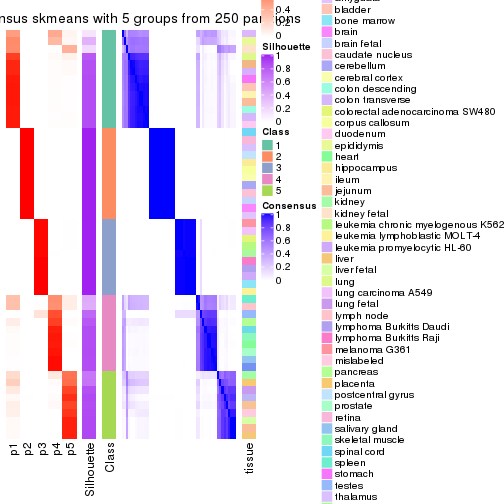 nsus skmeans with 5 groups from 250 par
ons
0.4
0.2
0
Silhouette
1
0.8
0.6
0.4
0.2
0
Class
1
2
3
4
5
Consensus
1
0.8
0.6
0.4
0.2
0
bladder
bone marrow
brain
brain fetal
caudate nucleus
cerebellum
cerebral cortex
colon descending
colon transverse
colorectal adenocarcinoma SW480
corpus callosum
duodenum
epididymis
heart
hippocampus
ileum
jejunum
kidney
kidney fetal
leukemia chronic myelogenous K562
leukemia lymphoblastic MOLT-4
leukemia promyelocytic HL-60
liver
liver fetal
lung
lung carcinoma A549
lung fetal
lymph node
lymphoma Burkitts Daudi
lymphoma Burkitts Raji
melanoma G361
mislabeled
pancreas
placenta
postcentral gyrus
prostate
retina
salivary gland
skeletal muscle
spinal cord
spleen
stomach
testes
thalamus
p1
p2
p3
p4
p5
Silhouette
Class
tissue